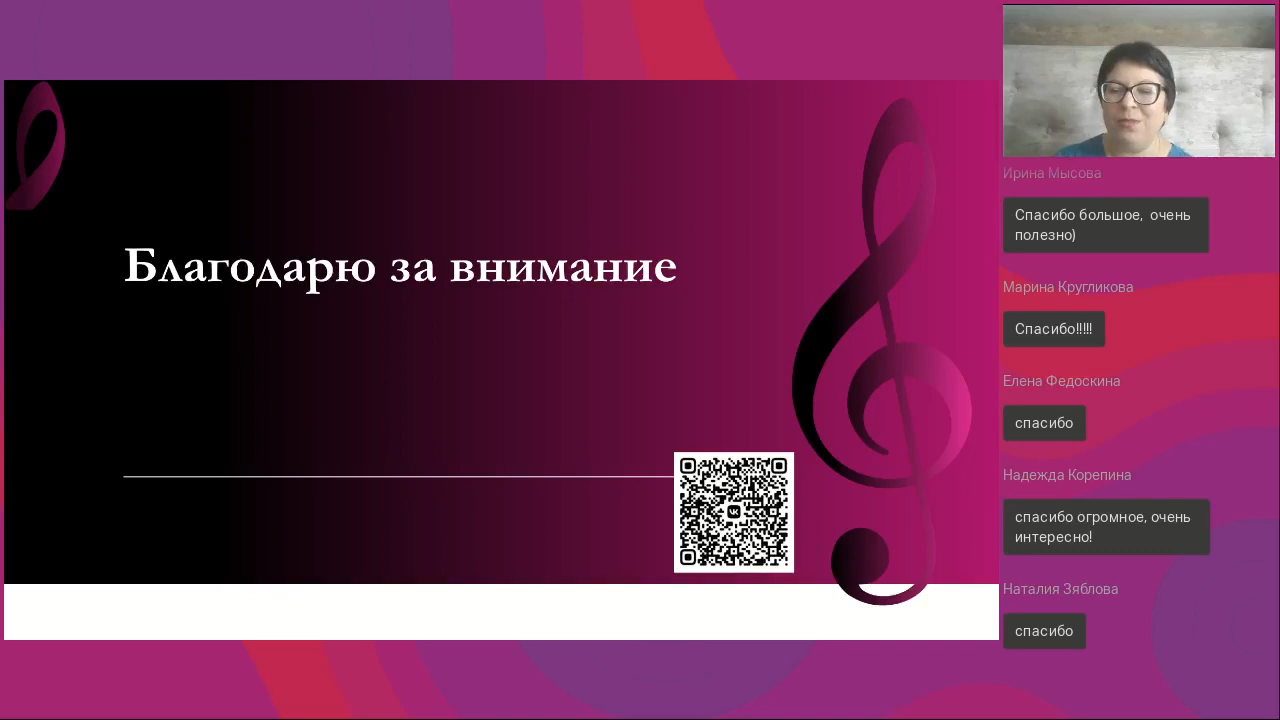 Благодарю за внимание
Ирина Мысова
Спасибо большое,  очень
полезно)
Марина Кругликова
Спасибо!!!!!
Елена Федоскина
спасибо
Надежда Корепина
спасибо огромное, очень
интересно!
Наталия Зяблова
спасибо